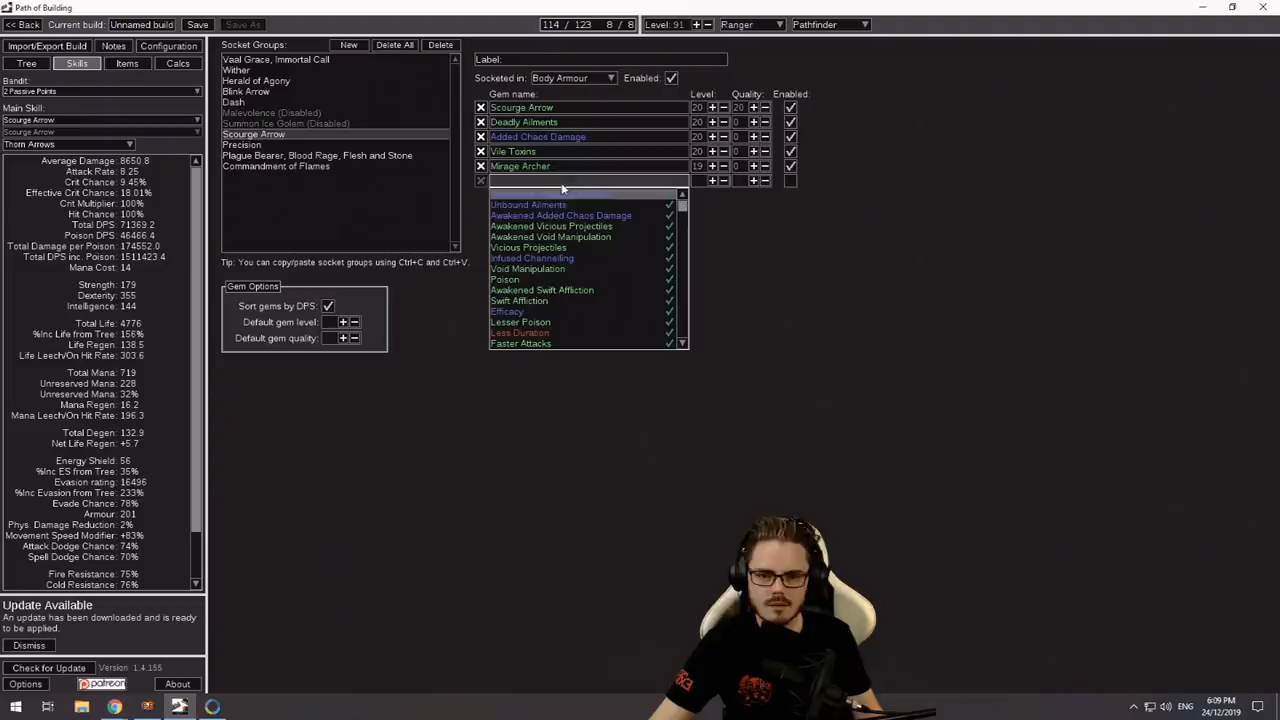 Path of Building
<< Back
Current build:
Unnamed build
Save
Save As
114 / 123 8 / 8
Level: 91
+
-
Ranger
Pathfinder
Import/Export Build
Notes
Configuration
Tree
Skills
Items
Calcs
Bandit:
2 Passive Points
Main Skill:
Scourge Arrow
Scourge Arrow
Thorn Arrows
Average Damage: 8650.8
Attack Rate: 8.25
Crit Chance: 9.45%
Effective Crit Chance: 18.01%
Crit Multiplier: 100%
Hit Chance: 100%
Total DPS: 71369.2
Poison DPS: 46466.4
Total Damage per Poison: 174552.0
Total DPS inc. Poison: 1511423.4
Mana Cost: 14
Strength: 179
Dexterity: 355
Intelligence: 144
Total Life: 4776
%Inc Life from Tree: 156%
Life Regen: 138.5
Life Leech/On Hit Rate: 303.6
Total Mana: 719
Unreserved Mana: 228
Unreserved Mana: 32%
Mana Regen: 16.2
Mana Leech/On Hit Rate: 196.3
Total Degen: 132.9
Net Life Regen: +5.7
Energy Shield: 56
%Inc ES from Tree: 35%
Evasion rating: 16496
%Inc Evasion from Tree: 233%
Evade Chance: 78%
Armour: 201
Phys. Damage Reduction: 2%
Movement Speed Modifier: +83%
Attack Dodge Chance: 74%
Spell Dodge Chance: 70%
Fire Resistance: 75%
Cold Resistance: 76%
Update Available
An update has been downloaded and is ready
to be applied.
Dismiss
Check for Update
Version: 1.4.155
Options
patreon
About
Socket Groups:
New
Delete All
Delete
Vaal Grace, Immortal Call
Wither
Herald of Agony
Blink Arrow
Dash
Malevolence (Disabled)
Summon Ice Golem (Disabled)
Scourge Arrow
Precision
Plague Bearer, Blood Rage, Flesh and Stone
Commandment of Flames
Tip: You can copy/paste socket groups using Ctrl+C and Ctrl+V.
Gem Options
Sort gems by DPS:
Default gem level: + -
Default gem quality: + -
Label:
Socketed in: Body Armour
Enabled:
Gem name: Level: Quality: Enabled:
Scourge Arrow 20 + - 20 + -
Deadly Ailments 20 + - 0 + -
Added Chaos Damage 20 + - 0 + -
Vile Toxins 20 + - 0 + -
Mirage Archer 19 + - 0 + -
Unbound Ailments
Awakened Added Chaos Damage
Awakened Vicious Projectiles
Awakened Void Manipulation
Vicious Projectiles
Infused Channelling
Void Manipulation
Poison
Awakened Swift Affliction
Swift Affliction
Efficacy
Lesser Poison
Less Duration
Faster Attacks
ENG
6:09 PM
24/12/2019